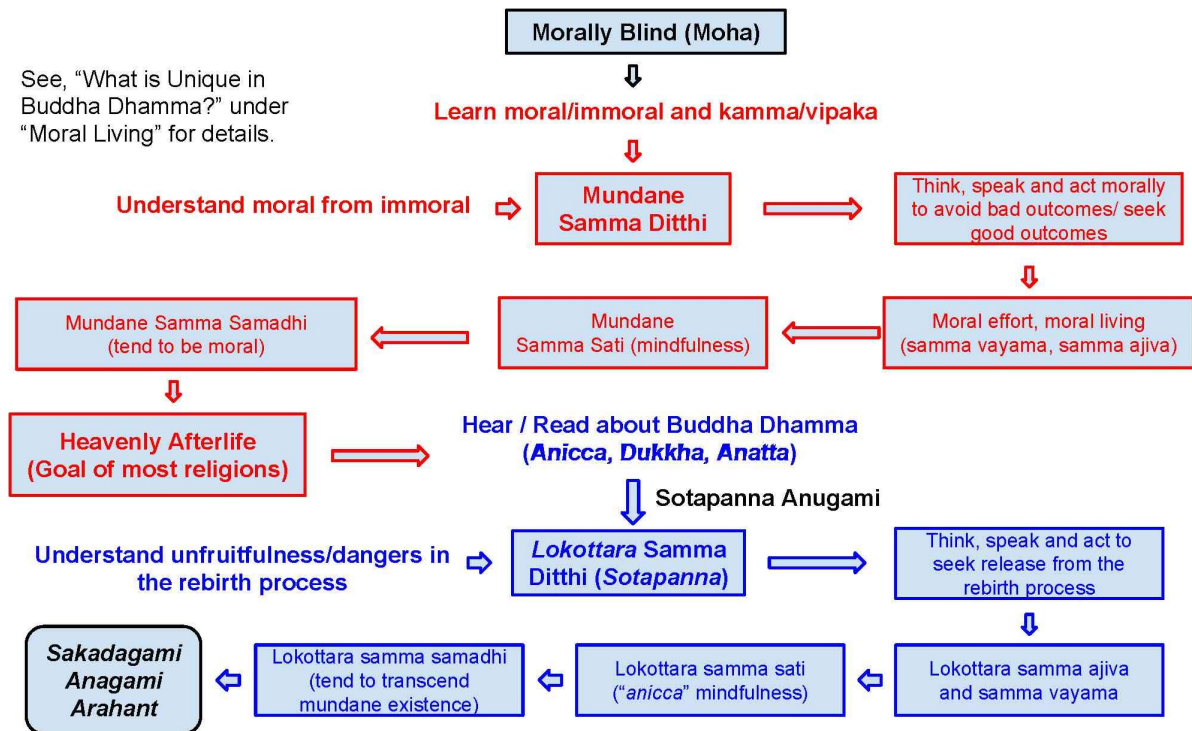 Morally Blind (Moha)
See, “What is Unique in
Buddha Dhamma?” under
“Moral Living” for details.
Learn moral/immoral and kamma/vipaka
Understand moral from immoral
Mundane
Samma Ditthi
Think, speak and act morally
to avoid bad outcomes/ seek
good outcomes
Moral effort, moral living
(samma vayama, samma ajiva)
Mundane
Samma Sati (mindfulness)
Mundane Samma Samadhi
(tend to be moral)
Heavenly Afterlife
(Goal of most religions)
Hear / Read about Buddha Dhamma
(Anicca, Dukkha, Anatta)
Sotapanna Anugami
Understand unfruitfulness/dangers in
the rebirth process
Lokottara Samma
Ditthi (Sotapanna)
Think, speak and act to
seek release from the
rebirth process
Lokottara samma ajiva
and samma vayama
Lokottara samma sati
(“anicca” mindfulness)
Lokottara samma samadhi
(tend to transcend
mundane existence)
Sakadagami
Anagami
Arahant